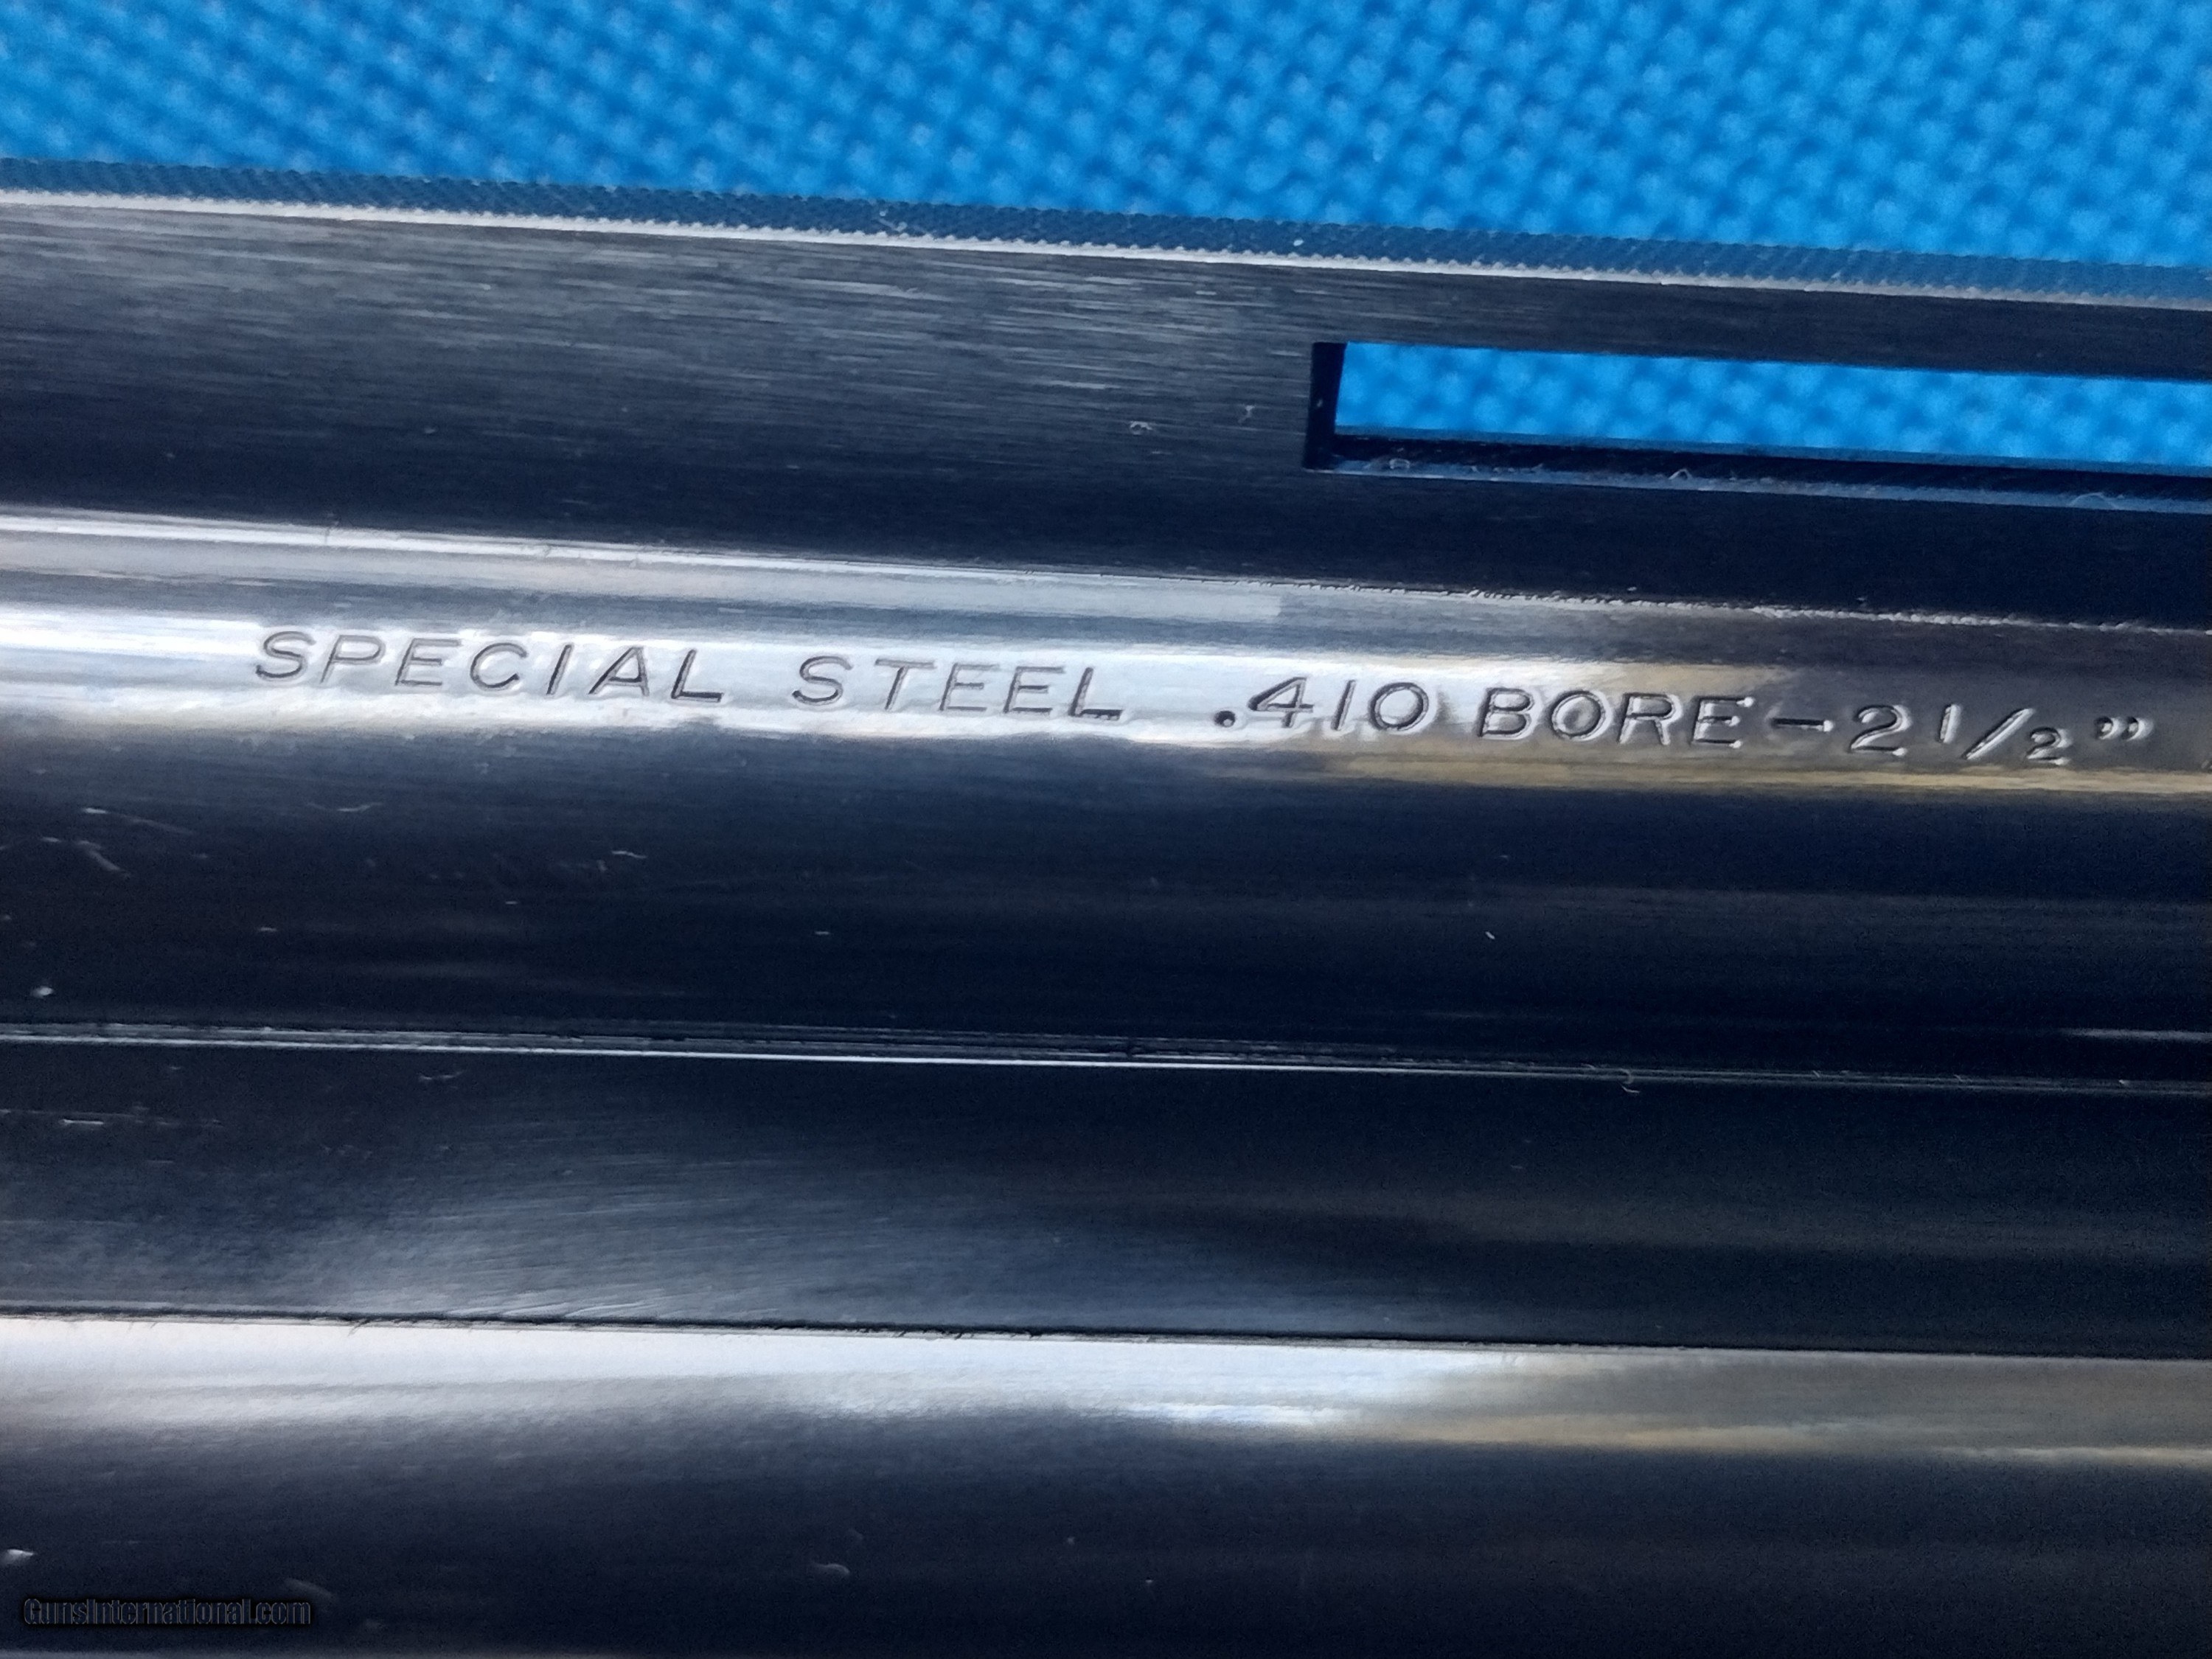 SPECIAL STEEL .410 BORE-2 1/2"
GunsInternational.com